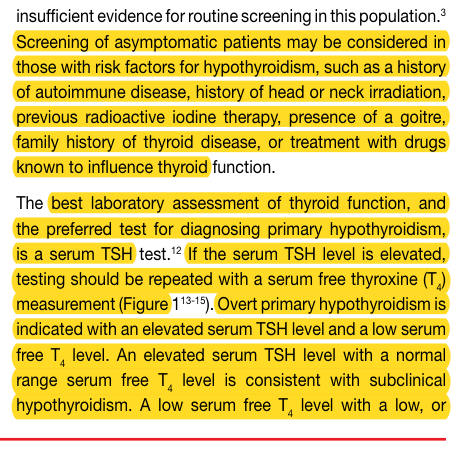 insufficient evidence for routine screening in this population.³
Screening of asymptomatic patients may be considered in
those with risk factors for hypothyroidism, such as a history
of autoimmune disease, history of head or neck irradiation,
previous radioactive iodine therapy, presence of a goitre,
family history of thyroid disease, or treatment with drugs
known to influence thyroid function.
The best laboratory assessment of thyroid function, and
the preferred test for diagnosing primary hypothyroidism,
is a serum TSH test.¹² If the serum TSH level is elevated,
testing should be repeated with a serum free thyroxine (T₄)
measurement (Figure 1¹³⁻¹⁵). Overt primary hypothyroidism is
indicated with an elevated serum TSH level and a low serum
free T₄ level. An elevated serum TSH level with a normal
range serum free T₄ level is consistent with subclinical
hypothyroidism. A low serum free T₄ level with a low, or